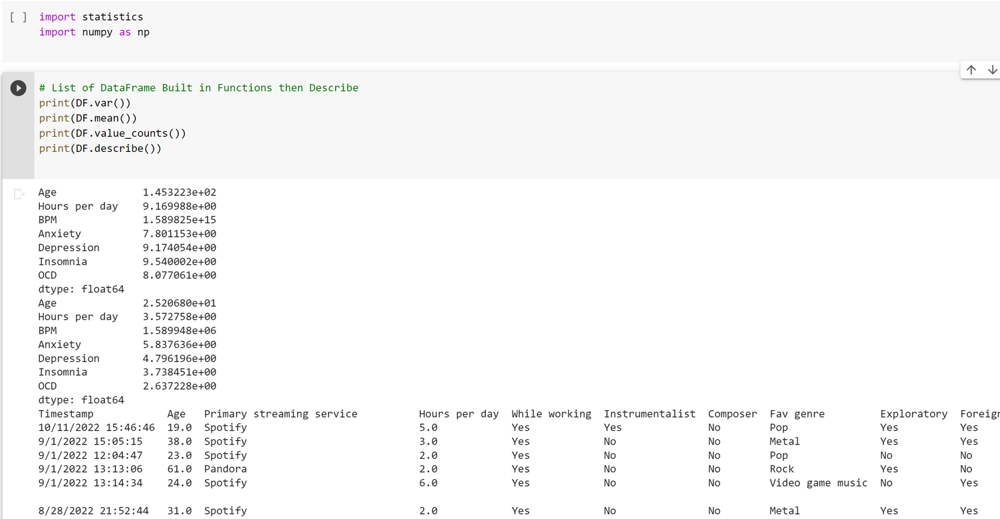 [ ] import statistics
import numpy as np
# List of DataFrame Built in Functions then Describe
print(DF.var())
print(DF.mean())
print(DF.value_counts())
print(DF.describe())
Age 1.453223e+02
Hours per day 9.169988e+00
BPM 1.589825e+15
Anxiety 7.801153e+00
Depression 9.174054e+00
Insomnia 9.540002e+00
OCD 8.077061e+00
dtype: float64
Age 2.520680e+01
Hours per day 3.572758e+00
BPM 1.589948e+06
Anxiety 5.837636e+00
Depression 4.796196e+00
Insomnia 3.738451e+00
OCD 2.637228e+00
dtype: float64
Timestamp Age Primary streaming service Hours per day While working Instrumentalist Composer Fav genre Exploratory Foreign
10/11/2022 15:46:46 19.0 Spotify 5.0 Yes Yes No Pop Yes Yes
9/1/2022 15:05:15 38.0 Spotify 3.0 Yes No No Metal Yes Yes
9/1/2022 12:04:47 23.0 Spotify 2.0 Yes No No Pop No No
9/1/2022 13:13:06 61.0 Pandora 2.0 Yes No No Rock Yes No
9/1/2022 13:14:34 24.0 Spotify 6.0 Yes No No Video game music No Yes
8/28/2022 21:52:44 31.0 Spotify 2.0 Yes No No Metal Yes Yes